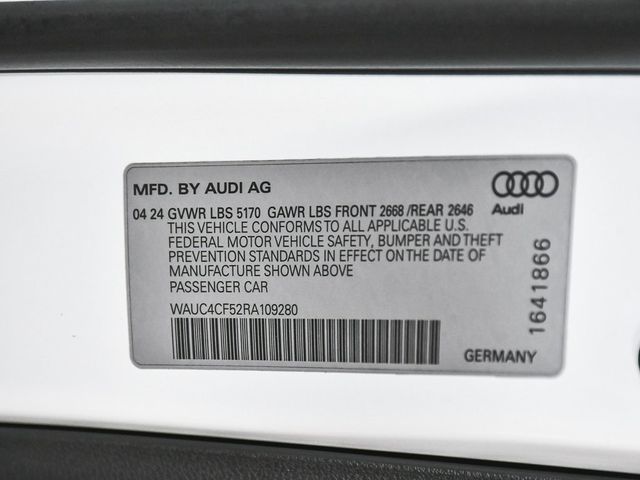 MFD. BY AUDI AG
Audi
04 24 GVWR LBS 5170 GAWR LBS FRONT 2668 /REAR 2646
THIS VEHICLE CONFORMS TO ALL APPLICABLE U.S.
FEDERAL MOTOR VEHICLE SAFETY, BUMPER AND THEFT
PREVENTION STANDARDS IN EFFECT ON THE DATE OF
MANUFACTURE SHOWN ABOVE
PASSENGER CAR
WAUC4CF52RA109280
1641866
GERMANY